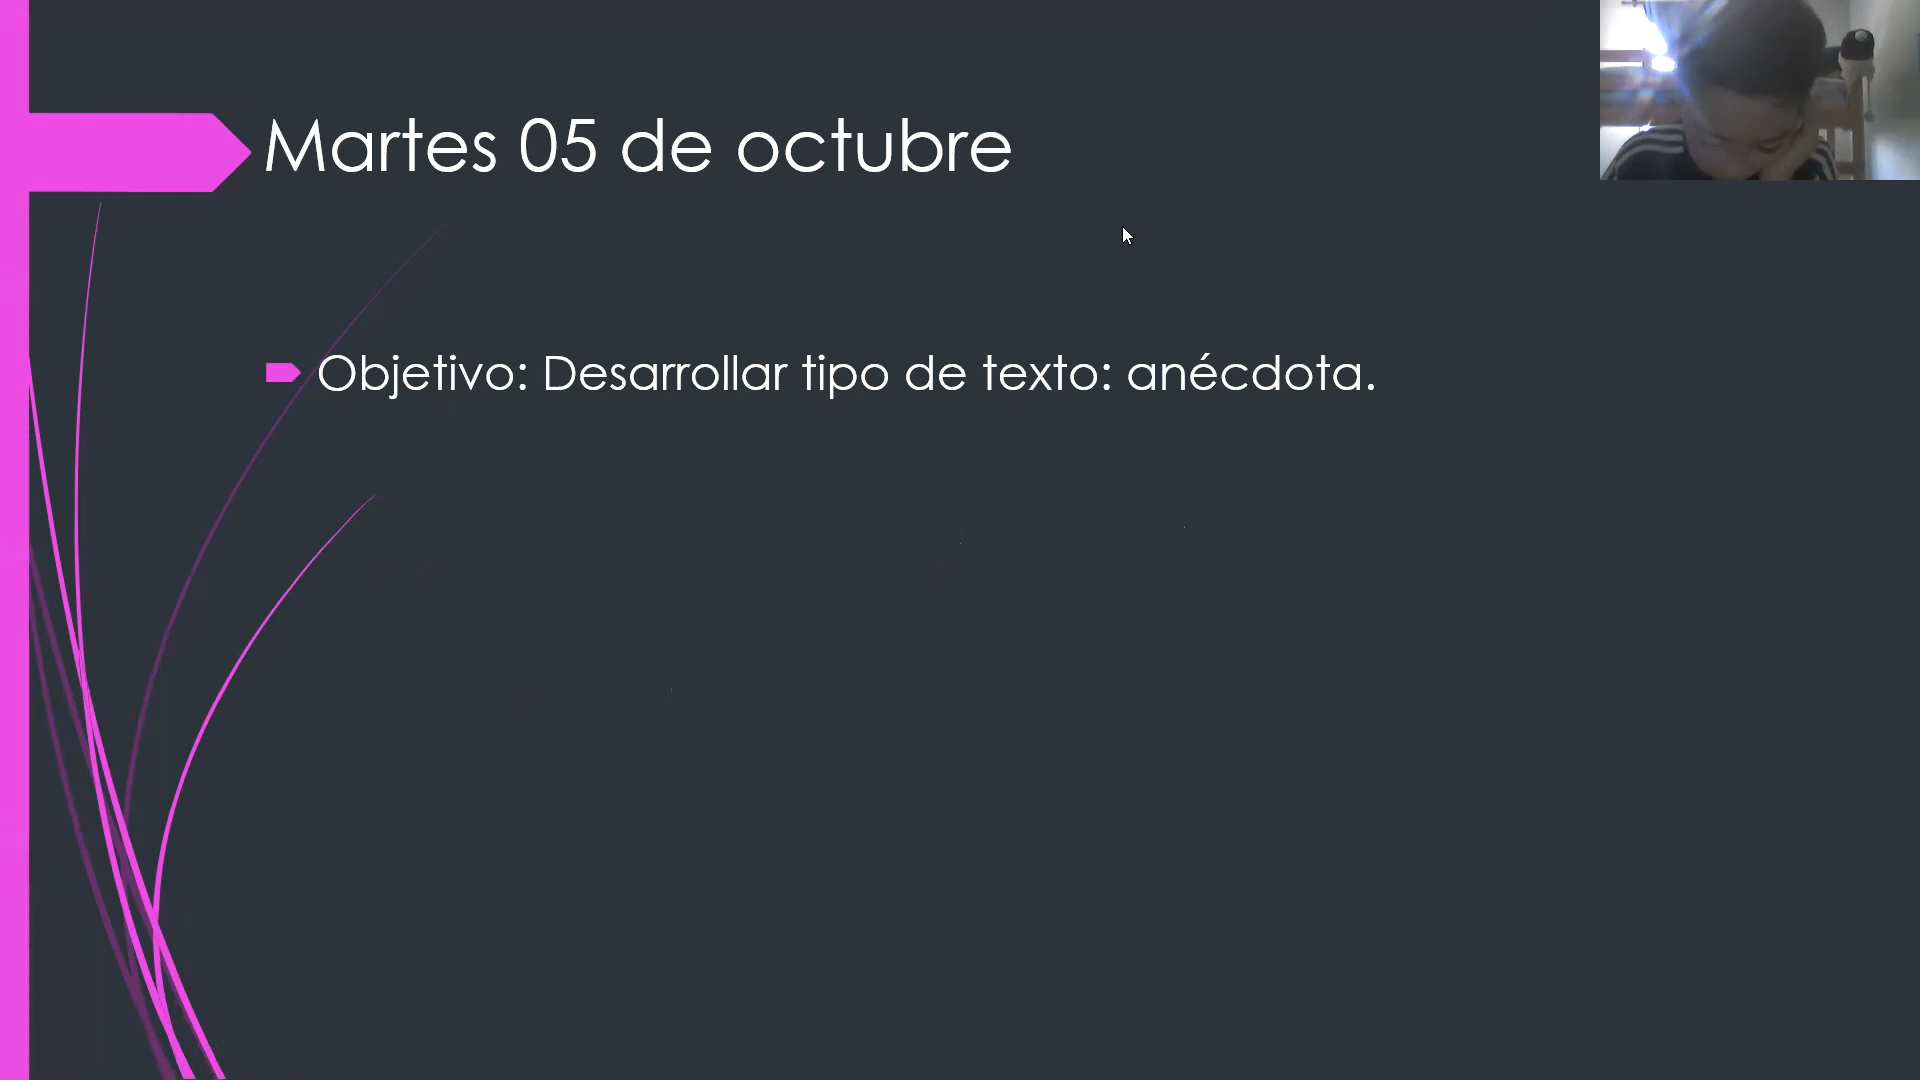 Martes 05 de octubre
Objetivo: Desarrollar tipo de texto: anécdota.